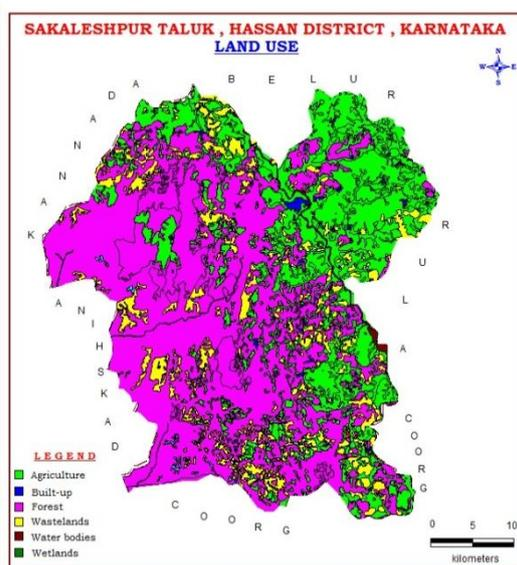 SAKALESHPUR TALUK , HASSAN DISTRICT , KARNATAKA
LAND USE
N
W E
S
B E L U R
D A K S H I N A K A N N A D A
A L U R
C O O R G
C O O R G
LEGEND
Agriculture
Built-up
Forest
Wastelands
Water bodies
Wetlands
0 5 10
kilometers